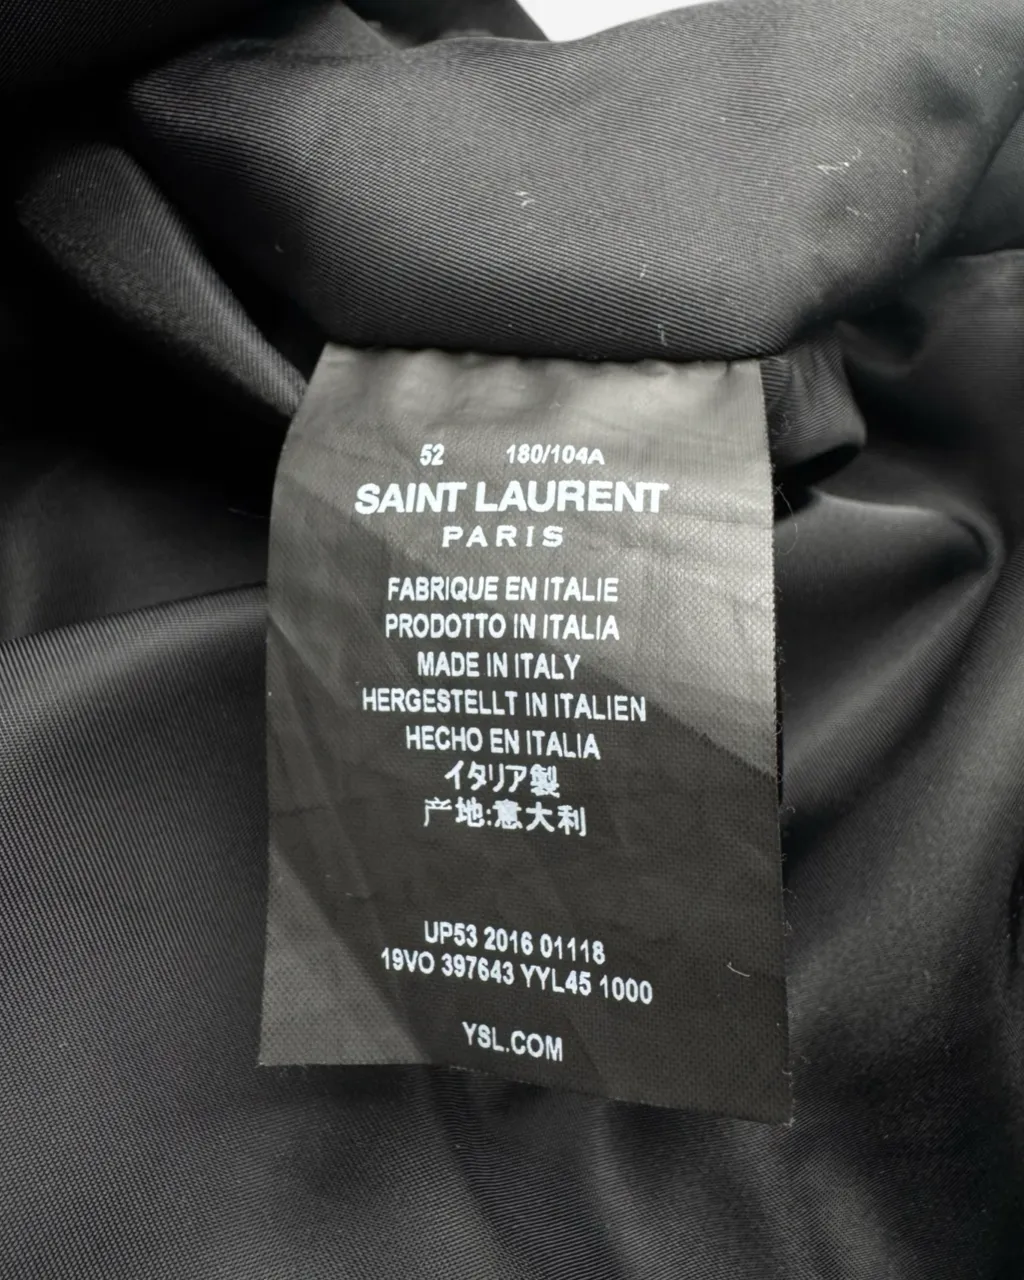 52 180/104A
SAINT LAURENT
PARIS
FABRIQUE EN ITALIE
PRODOTTO IN ITALIA
MADE IN ITALY
HERGESTELLT IN ITALIEN
HECHO EN ITALIA
イタリア製
产地:意大利
UP53 2016 01118
19VO 397643 YYL45 1000
YSL.COM